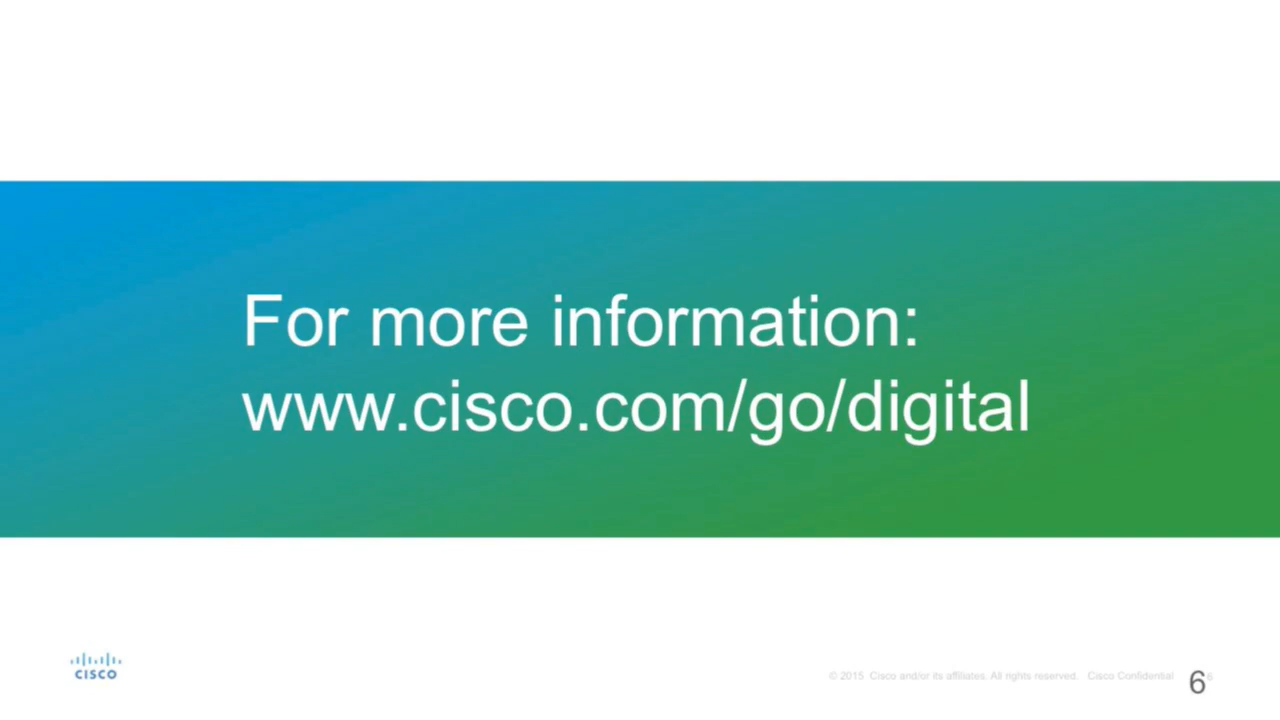 For more information:
www.cisco.com/go/digital
CISCO
© 2015 Cisco and/or its affiliates. All rights reserved. Cisco Confidential
6
6